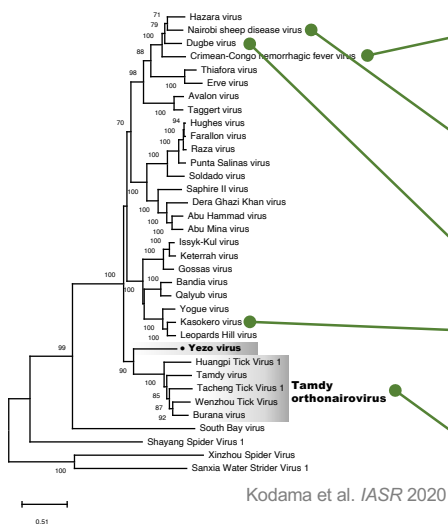 71
Hazara virus
79
Nairobi sheep disease virus
100
Dugbe virus
88
Crimean-Congo hemorrhagic fever virus
100
Thiafora virus
98
Erve virus
Avalon virus
100
Taggert virus
70
94
Hughes virus
Farallon virus
100
Raza virus
100
Punta Salinas virus
Soldado virus
100
Saphire II virus
100
Dera Ghazi Khan virus
100
Abu Hammad virus
100
Abu Mina virus
100
Issyk-Kul virus
100
Keterrah virus
100
Gossas virus
100
Bandia virus
100
Qalyub virus
Yogue virus
100
Kasokero virus
100
Leopards Hill virus
99
• Yezo virus
90
Huangpi Tick Virus 1
100
Tamdy virus
85
Tacheng Tick Virus 1
87
Wenzhou Tick Virus
92
Burana virus
Tamdy
orthonairovirus
South Bay virus
Shayang Spider Virus 1
Xinzhou Spider Virus
100
Sanxia Water Strider Virus 1
0.51
Kodama et al. IASR 2020